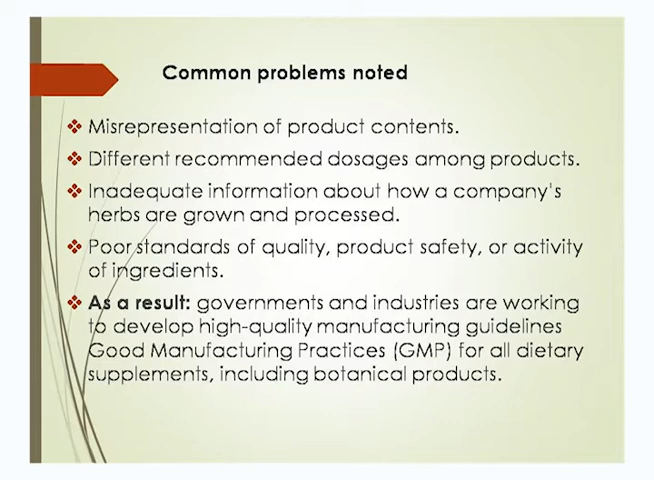 Common problems noted
❖ Misrepresentation of product contents.
❖ Different recommended dosages among products.
❖ Inadequate information about how a company's
herbs are grown and processed.
❖ Poor standards of quality, product safety, or activity
of ingredients.
❖ As a result: governments and industries are working
to develop high-quality manufacturing guidelines
Good Manufacturing Practices (GMP) for all dietary
supplements, including botanical products.